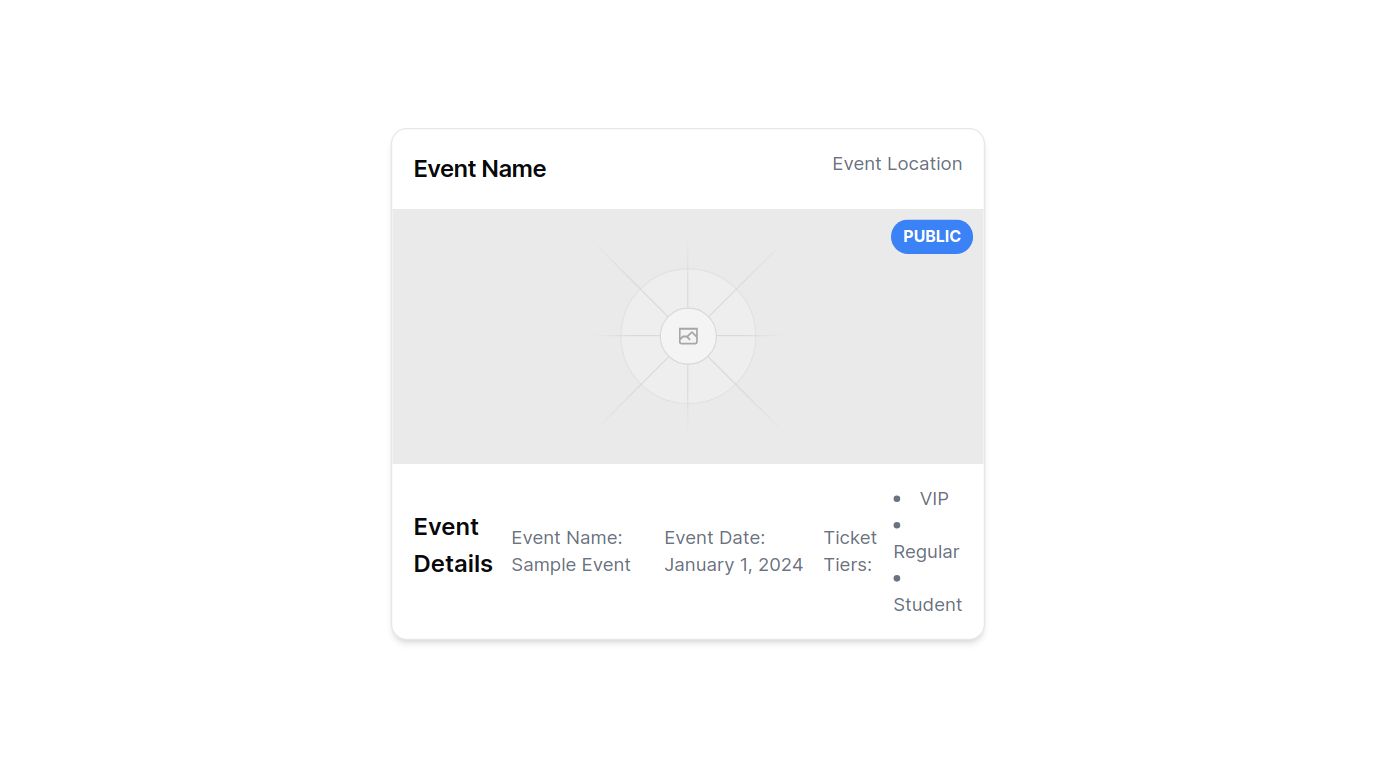 Event Name
Event Location
PUBLIC
Event
Details
Event Name:
Sample Event
Event Date:
January 1, 2024
Ticket
Tiers:
• VIP
•
Regular
•
Student